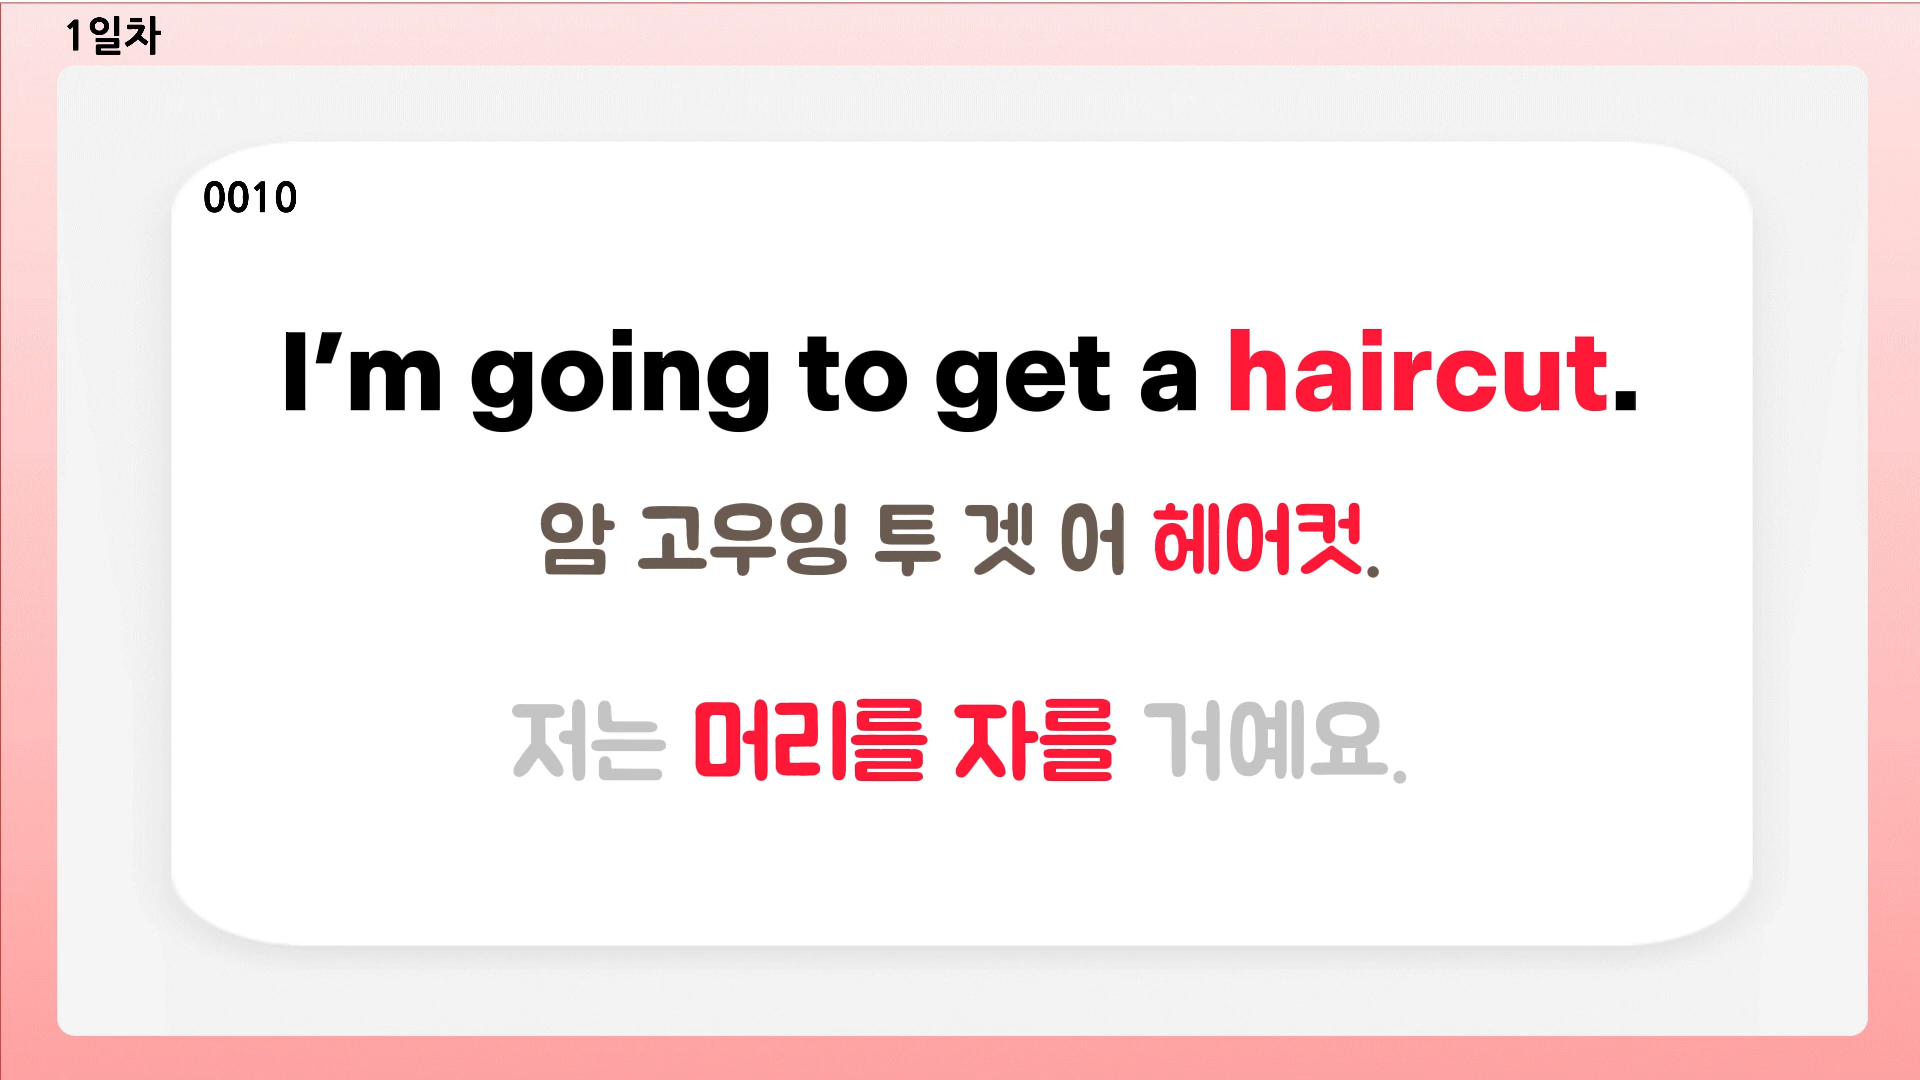 1일차
0010
I’m going to get a haircut.
암 고우잉 투 겟 어 헤어컷.
저는 머리를 자를 거예요.